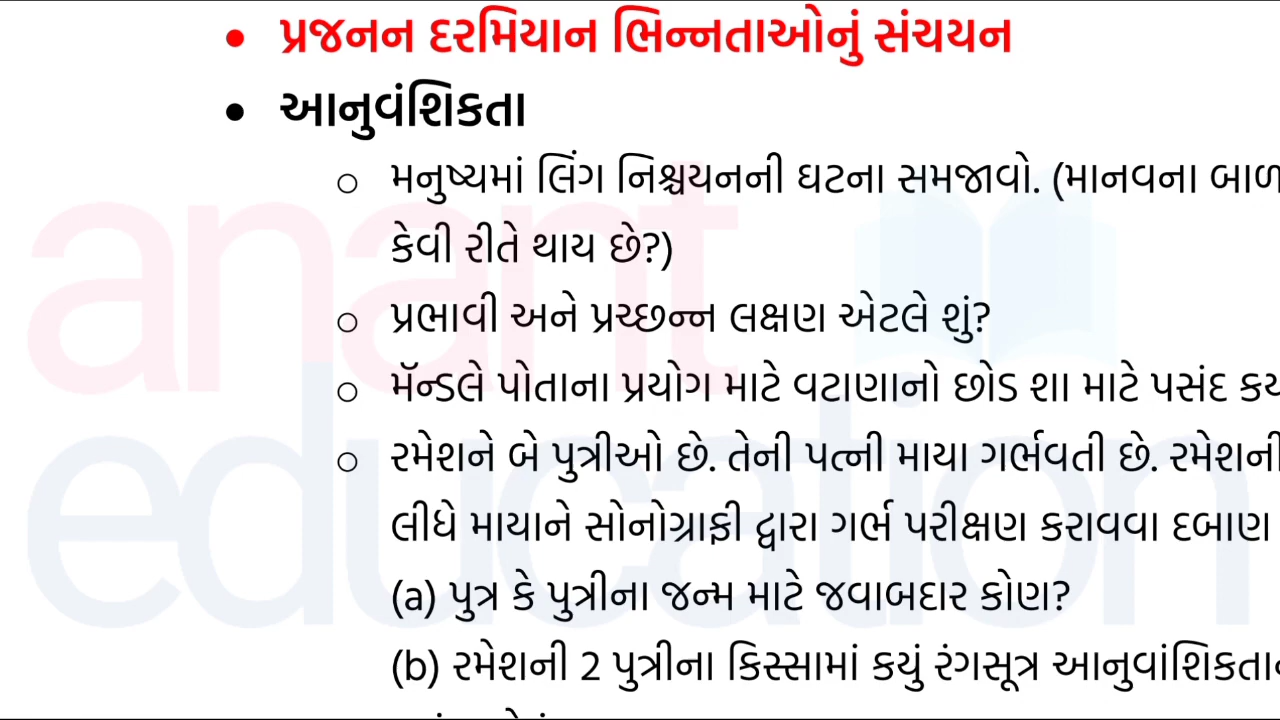 • પ્રજનન દરમિયાન ભિન્નતાઓનું સંચયન
• આનુવંશિકતા
○ મનુષ્યમાં લિંગ નિશ્ચયનની ઘટના સમજાવો. (માનવના બાળ
કેવી રીતે થાય છે?)
○ પ્રભાવી અને પ્રચ્છન્ન લક્ષણ એટલે શું?
○ મૅન્ડલે પોતાના પ્રયોગ માટે વટાણાનો છોડ શા માટે પસંદ
○ રમેશને બે પુત્રીઓ છે. તેની પત્ની માયા ગર્ભવતી છે. રમેશની
લીધે માયાને સોનોગ્રાફી દ્વારા ગર્ભ પરીક્ષણ કરાવવા દબાણ
(a) પુત્ર કે પુત્રીના જન્મ માટે જવાબદાર કોણ?
(b) રમેશની 2 પુત્રીના કિસ્સામાં કયું રંગસૂત્ર આનુવાંશિકતા
anant
education